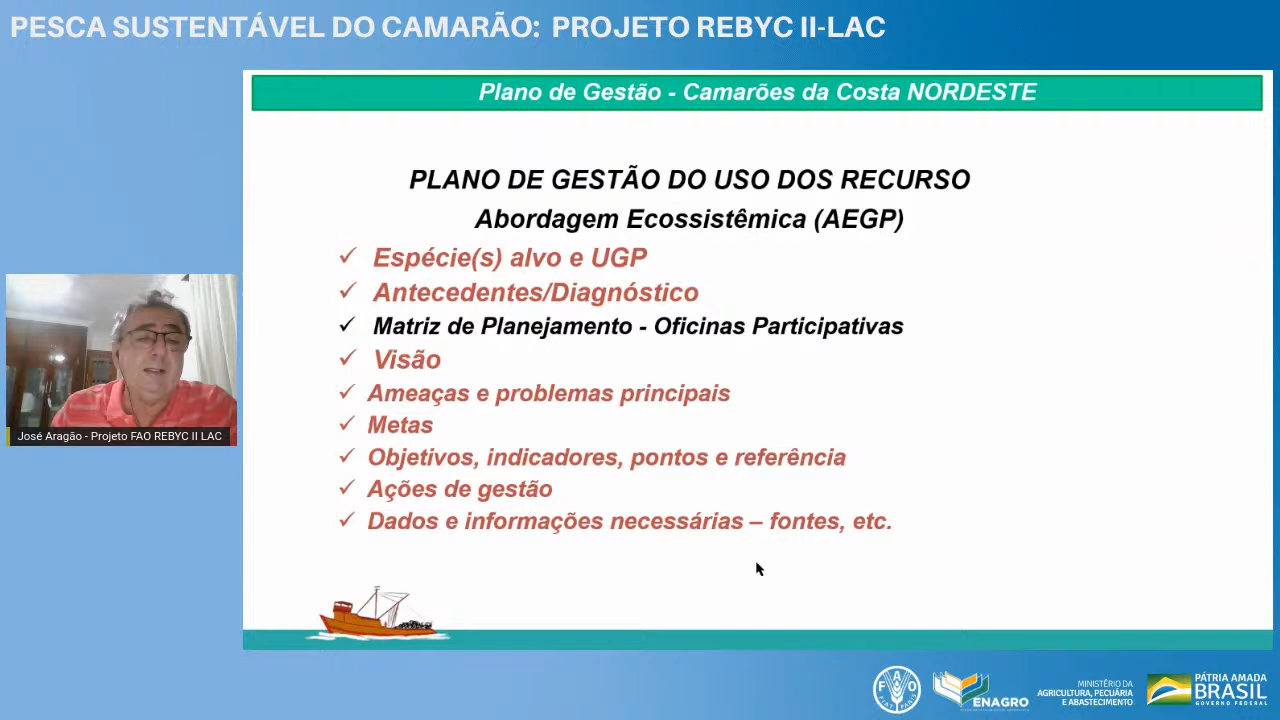 PESCA SUSTENTÁVEL DO CAMARÃO: PROJETO REBYC II-LAC
Plano de Gestão - Camarões da Costa NORDESTE
PLANO DE GESTÃO DO USO DOS RECURSO
Abordagem Ecossistêmica (AEGP)
✓ Espécie(s) alvo e UGP
✓ Antecedentes/Diagnóstico
✓ Matriz de Planejamento - Oficinas Participativas
✓ Visão
✓ Ameaças e problemas principais
✓ Metas
✓ Objetivos, indicadores, pontos e referência
✓ Ações de gestão
✓ Dados e informações necessárias – fontes, etc.
José Aragão - Projeto FAO REBYC II LAC
FAO
FIAT PANIS
ENAGRO
MINISTÉRIO DA
AGRICULTURA, PECUÁRIA
E ABASTECIMENTO
PÁTRIA AMADA
BRASIL
GOVERNO FEDERAL